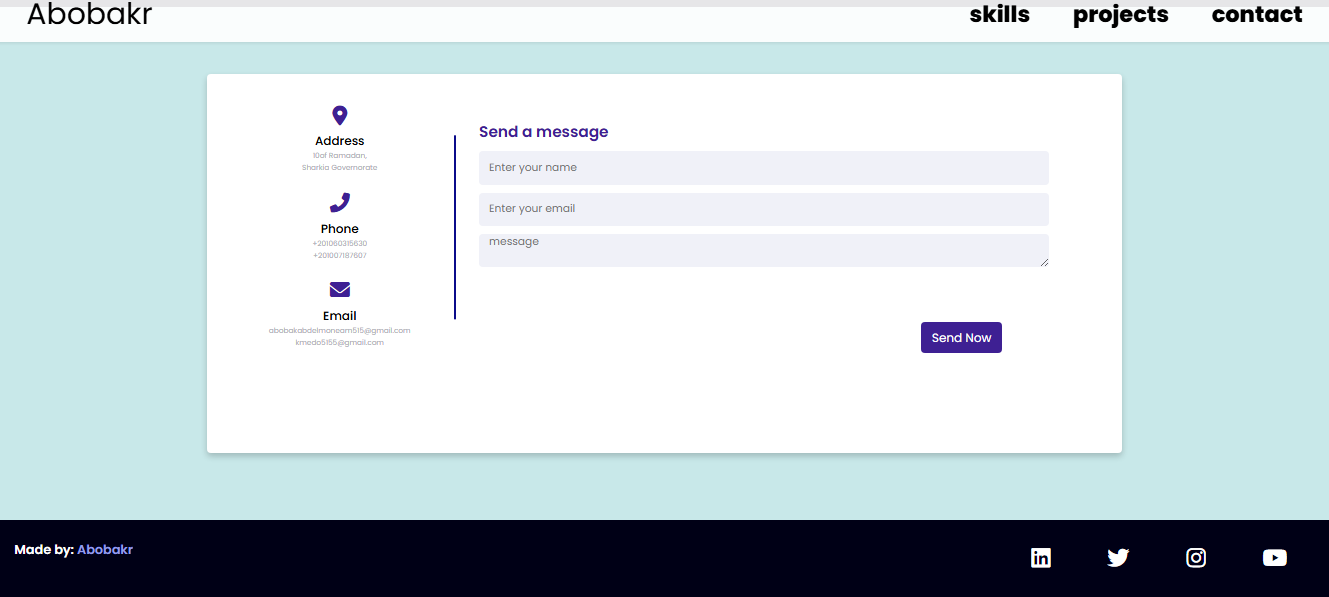 Abobakr
skills projects contact
Address
10of Ramadan,
Sharkia Governorate
Phone
+201060315630
+201007187607
Email
abobakabdelmoneam515@gmail.com
kmedo5155@gmail.com
Send a message
Enter your name
Enter your email
message
Send Now
Made by: Abobakr